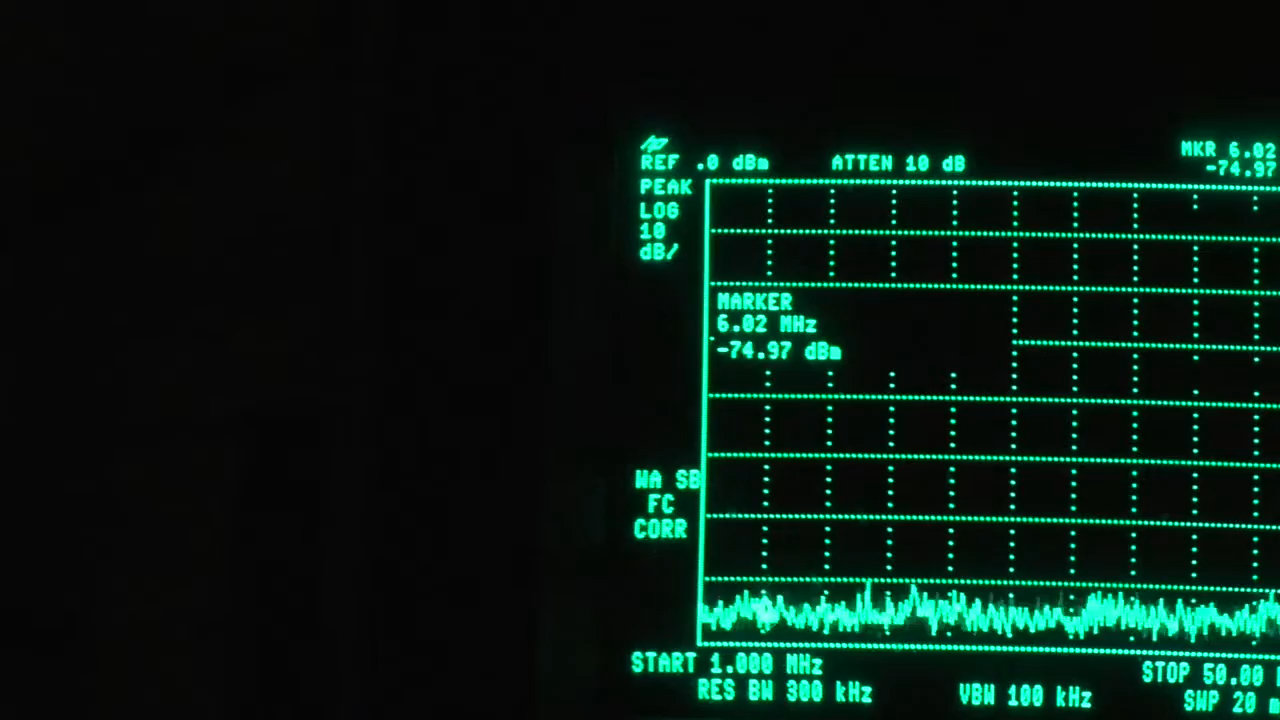 hp
REF .0 dBm ATTEN 10 dB
MKR 6.02
-74.97
PEAK
LOG
10
dB/
MARKER
6.02 MHz
-74.97 dBm
WA SB
FC
CORR
START 1.000 MHz STOP 50.00
RES BW 300 kHz VBW 100 kHz SWP 20